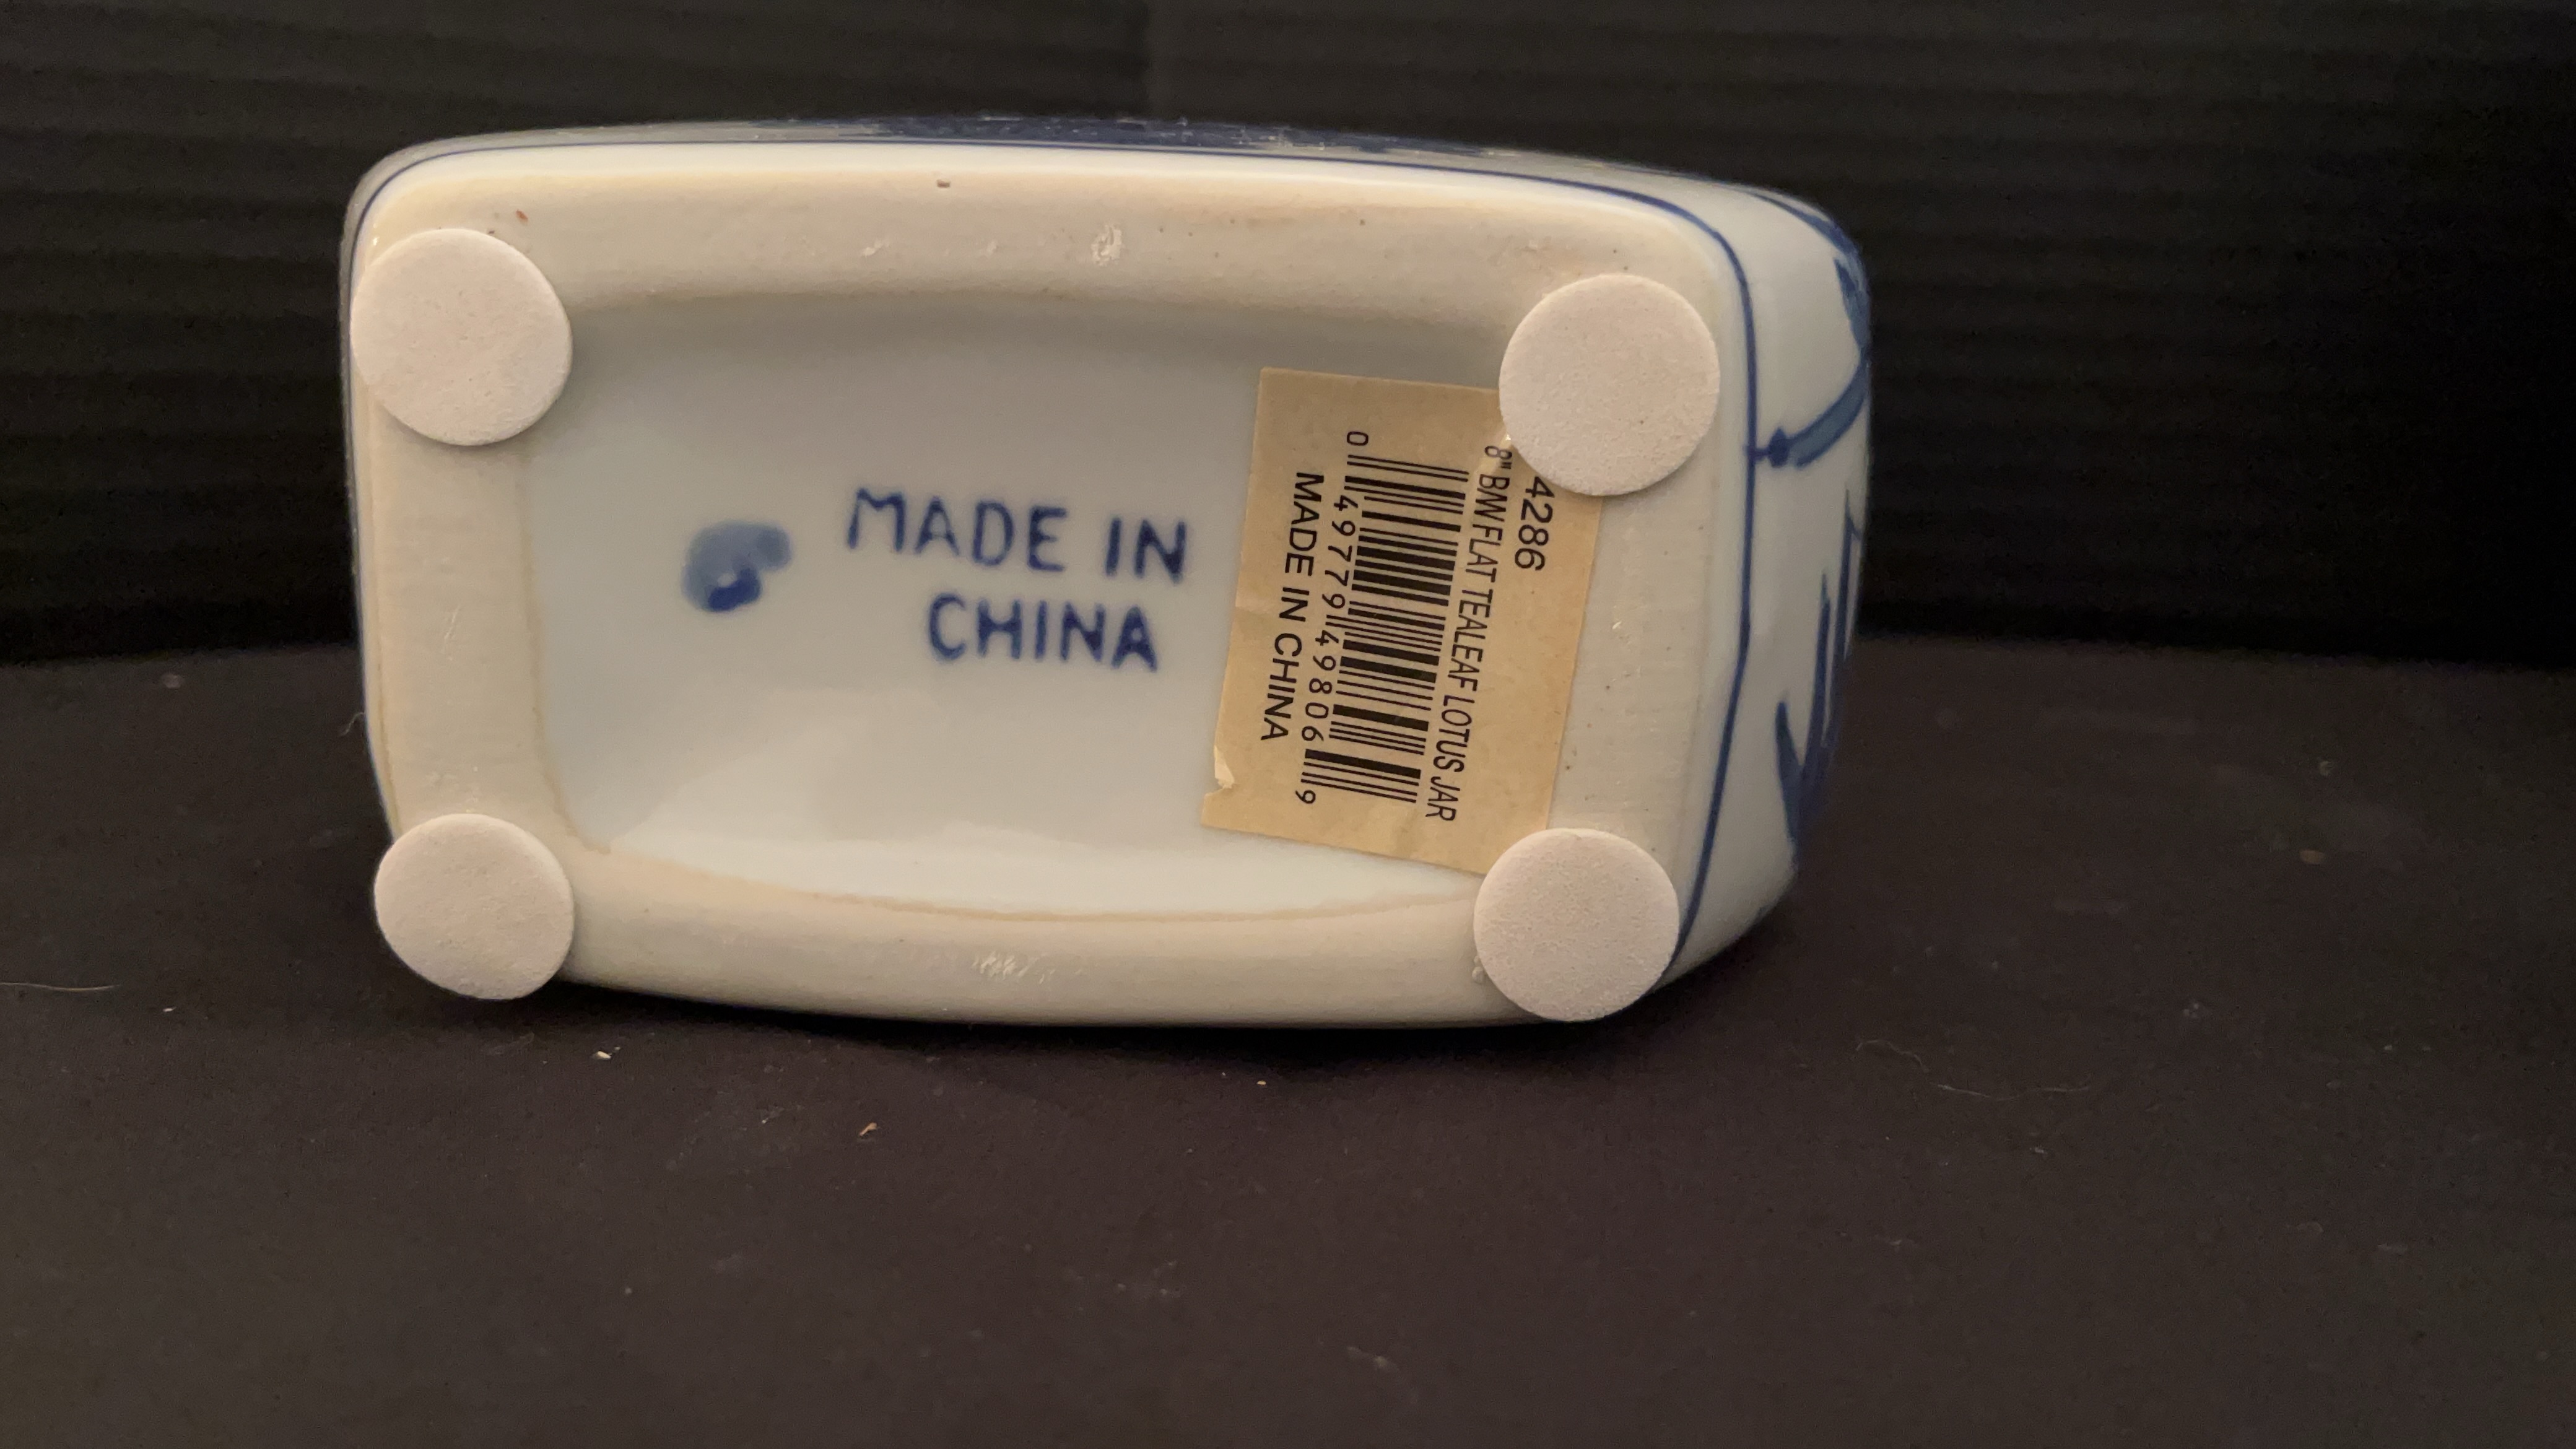 MADE IN
CHINA
4286
8" BW FLAT TEALEAF LOTUS JAR
0 49779 49806 9
MADE IN CHINA